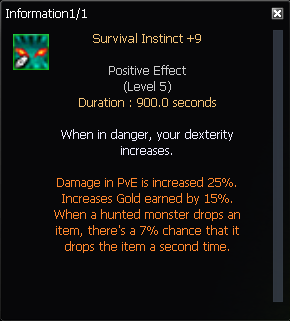 Information1/1
Survival Instinct +9
Positive Effect
(Level 5)
Duration : 900.0 seconds
When in danger, your dexterity
increases.
Damage in PvE is increased 25%.
Increases Gold earned by 15%.
When a hunted monster drops an
item, there's a 7% chance that it
drops the item a second time.